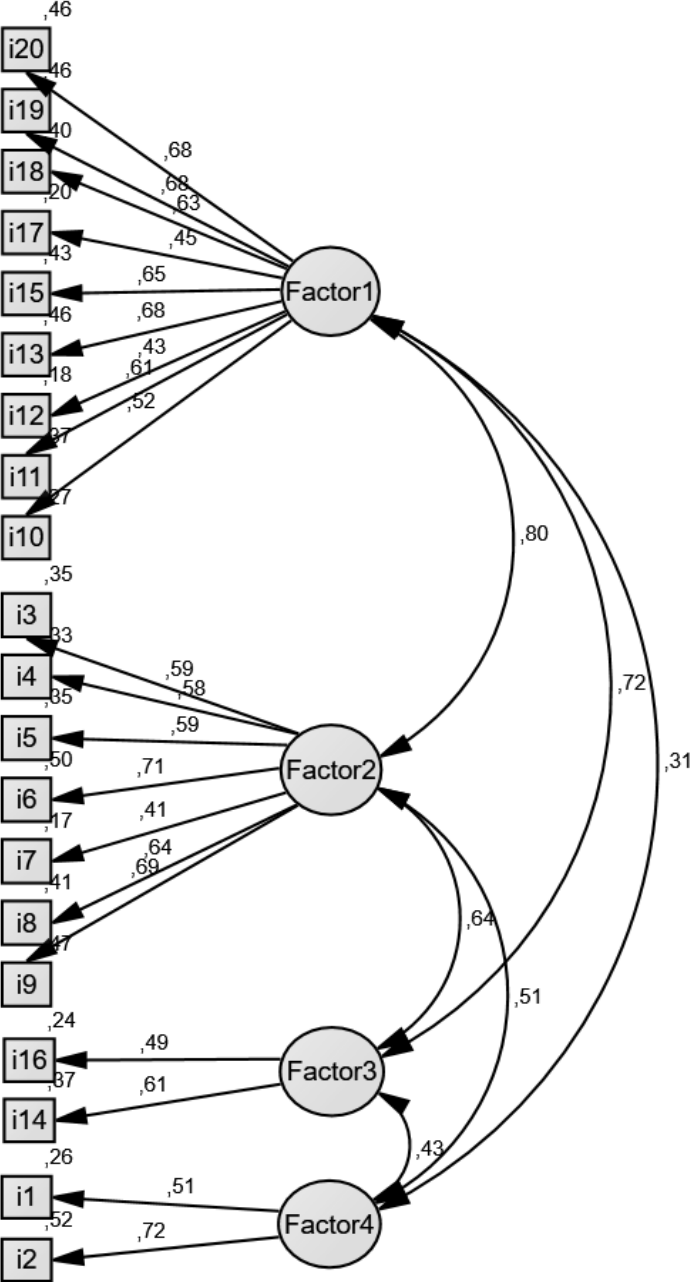 ,46
i20
,46
i19
,40
,68
i18
,68
,20
,63
i17
,45
,43
,65
i15
Factor1
,46
,68
i13
,43
,18
,61
i12
,52
,37
i11
,27
i10
,80
,35
i3
,33
,59
i4
,58
,72
,35
,59
i5
,50
,71
Factor2
,31
i6
,17
,41
i7
,64
,69
,41
i8
,64
,47
i9
,51
,24
,49
i16
Factor3
,37
,61
i14
,43
,26
,51
i1
,52
Factor4
,72
i2